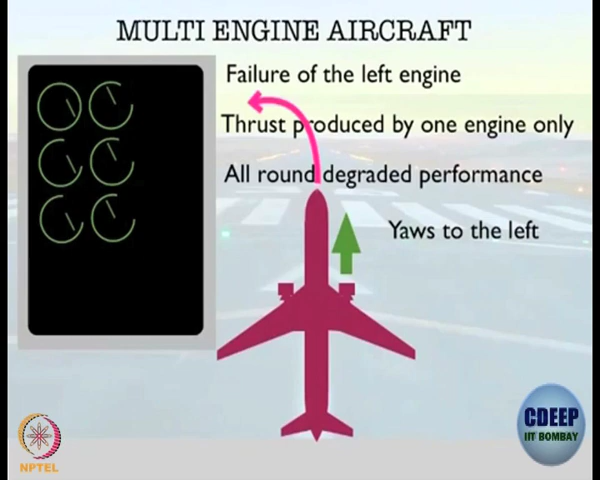 MULTI ENGINE AIRCRAFT
Failure of the left engine
Thrust produced by one engine only
All round degraded performance
Yaws to the left
NPTEL
CDEEP
IIT BOMBAY